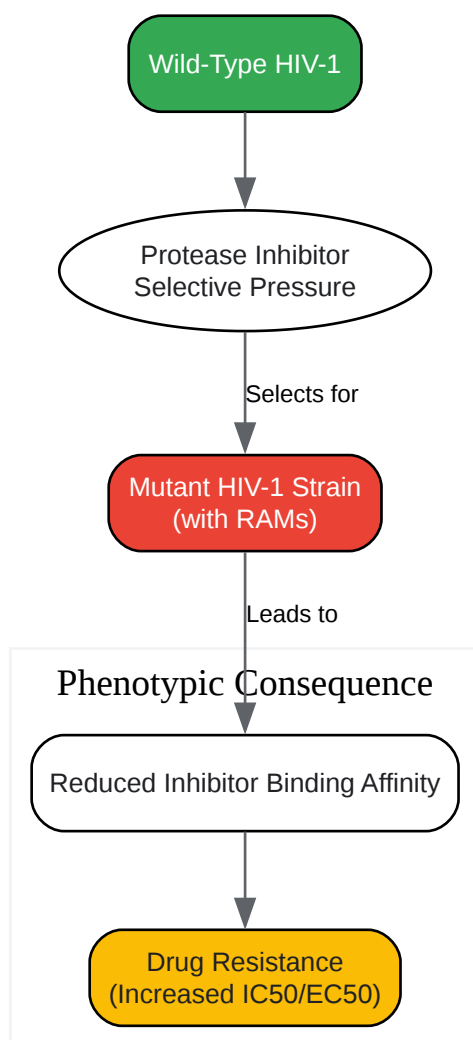 Wild-Type HIV-1
Protease Inhibitor
Selective Pressure
Selects for
Mutant HIV-1 Strain
(with RAMs)
Leads to
Phenotypic Consequence
Reduced Inhibitor Binding Affinity
Drug Resistance
(Increased IC50/EC50)